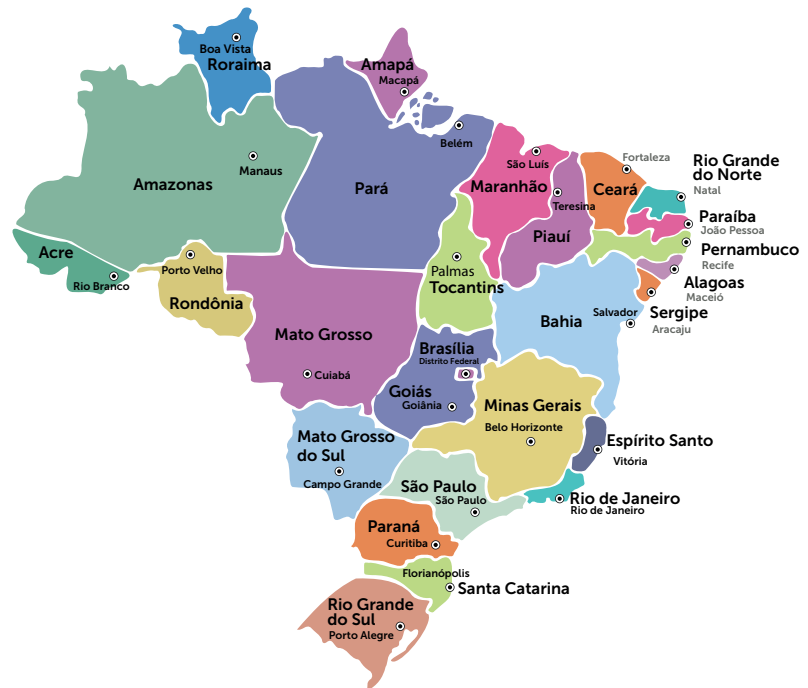 Boa Vista
Roraima
Amapá
Macapá
Belém
Manaus
Amazonas
Pará
São Luís
Maranhão
Teresina
Piauí
Fortaleza
Ceará
Rio Grande
do Norte
Natal
Paraíba
João Pessoa
Pernambuco
Recife
Alagoas
Maceió
Sergipe
Aracaju
Acre
Rio Branco
Porto Velho
Rondônia
Palmas
Tocantins
Mato Grosso
Cuiabá
Bahia
Salvador
Brasília
Distrito Federal
Goiás
Goiânia
Minas Gerais
Belo Horizonte
Espírito Santo
Vitória
Mato Grosso
do Sul
Campo Grande
São Paulo
São Paulo
Rio de Janeiro
Rio de Janeiro
Paraná
Curitiba
Florianópolis
Santa Catarina
Rio Grande
do Sul
Porto Alegre